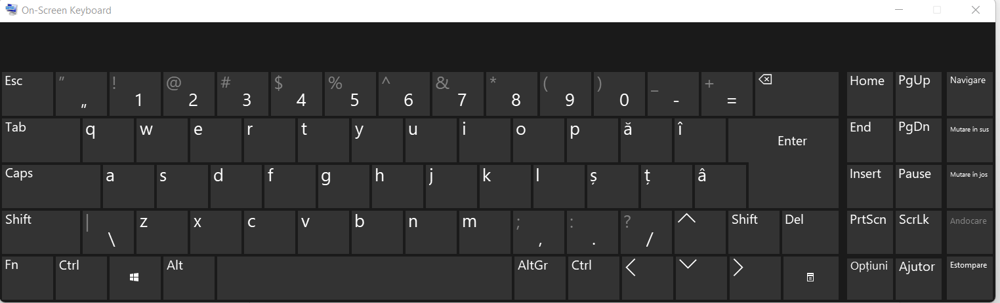 On-Screen Keyboard
Esc ” „ ! 1 @ 2 # 3 $ 4 % 5 ^ 6 & 7 * 8 ( 9 ) 0 _ - + = Home PgUp Navigare
Tab q w e r t y u i o p ă î Enter End PgDn Mutare în sus
Caps a s d f g h j k l ș ț â Insert Pause Mutare în jos
Shift | \ z x c v b n m ; , : . ? / Shift Del PrtScn ScrLk Andocare
Fn Ctrl Alt AltGr Ctrl Opțiuni Ajutor Estompare